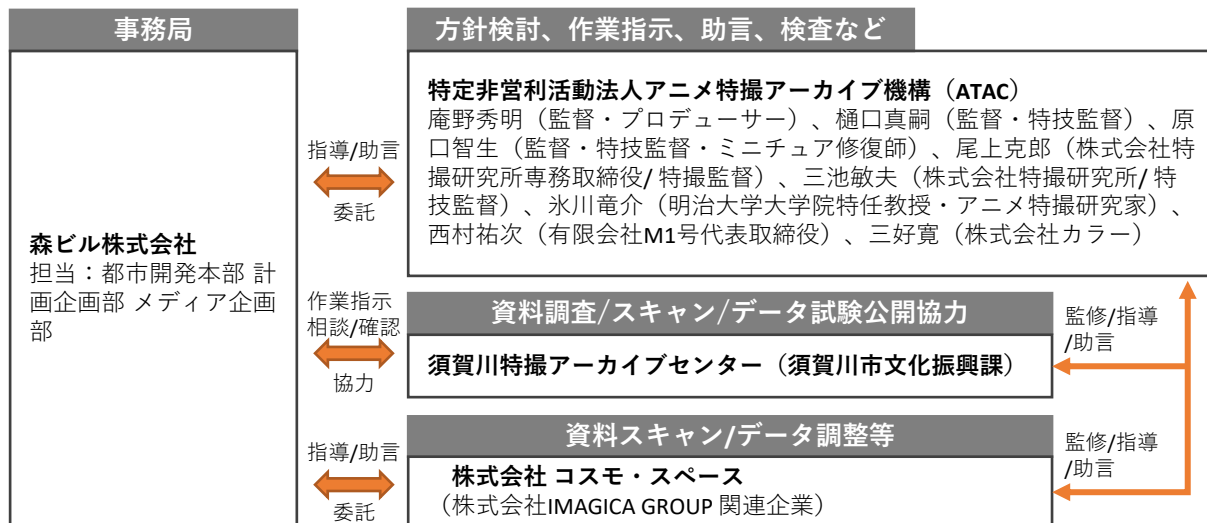 事務局
森ビル株式会社
担当：都市開発本部 計
画企画部 メディア企画
部
指導/助言
委託
作業指示
相談/確認
協力
指導/助言
委託
方針検討、作業指示、助言、検査など
特定非営利活動法人アニメ特撮アーカイブ機構（ATAC）
庵野秀明（監督・プロデューサー）、樋口真嗣（監督・特技監督）、原
口智生（監督・特技監督・ミニチュア修復師）、尾上克郎（株式会社特
撮研究所専務取締役/ 特撮監督）、三池敏夫（株式会社特撮研究所/ 特
技監督）、氷川竜介（明治大学大学院特任教授・アニメ特撮研究家）、
西村祐次（有限会社M1号代表取締役）、三好寛（株式会社カラー）
資料調査/スキャン/データ試験公開協力
須賀川特撮アーカイブセンター（須賀川市文化振興課）
資料スキャン/データ調整等
株式会社 コスモ・スペース
（株式会社IMAGICA GROUP 関連企業）
監修/指導
/助言
監修/指導
/助言